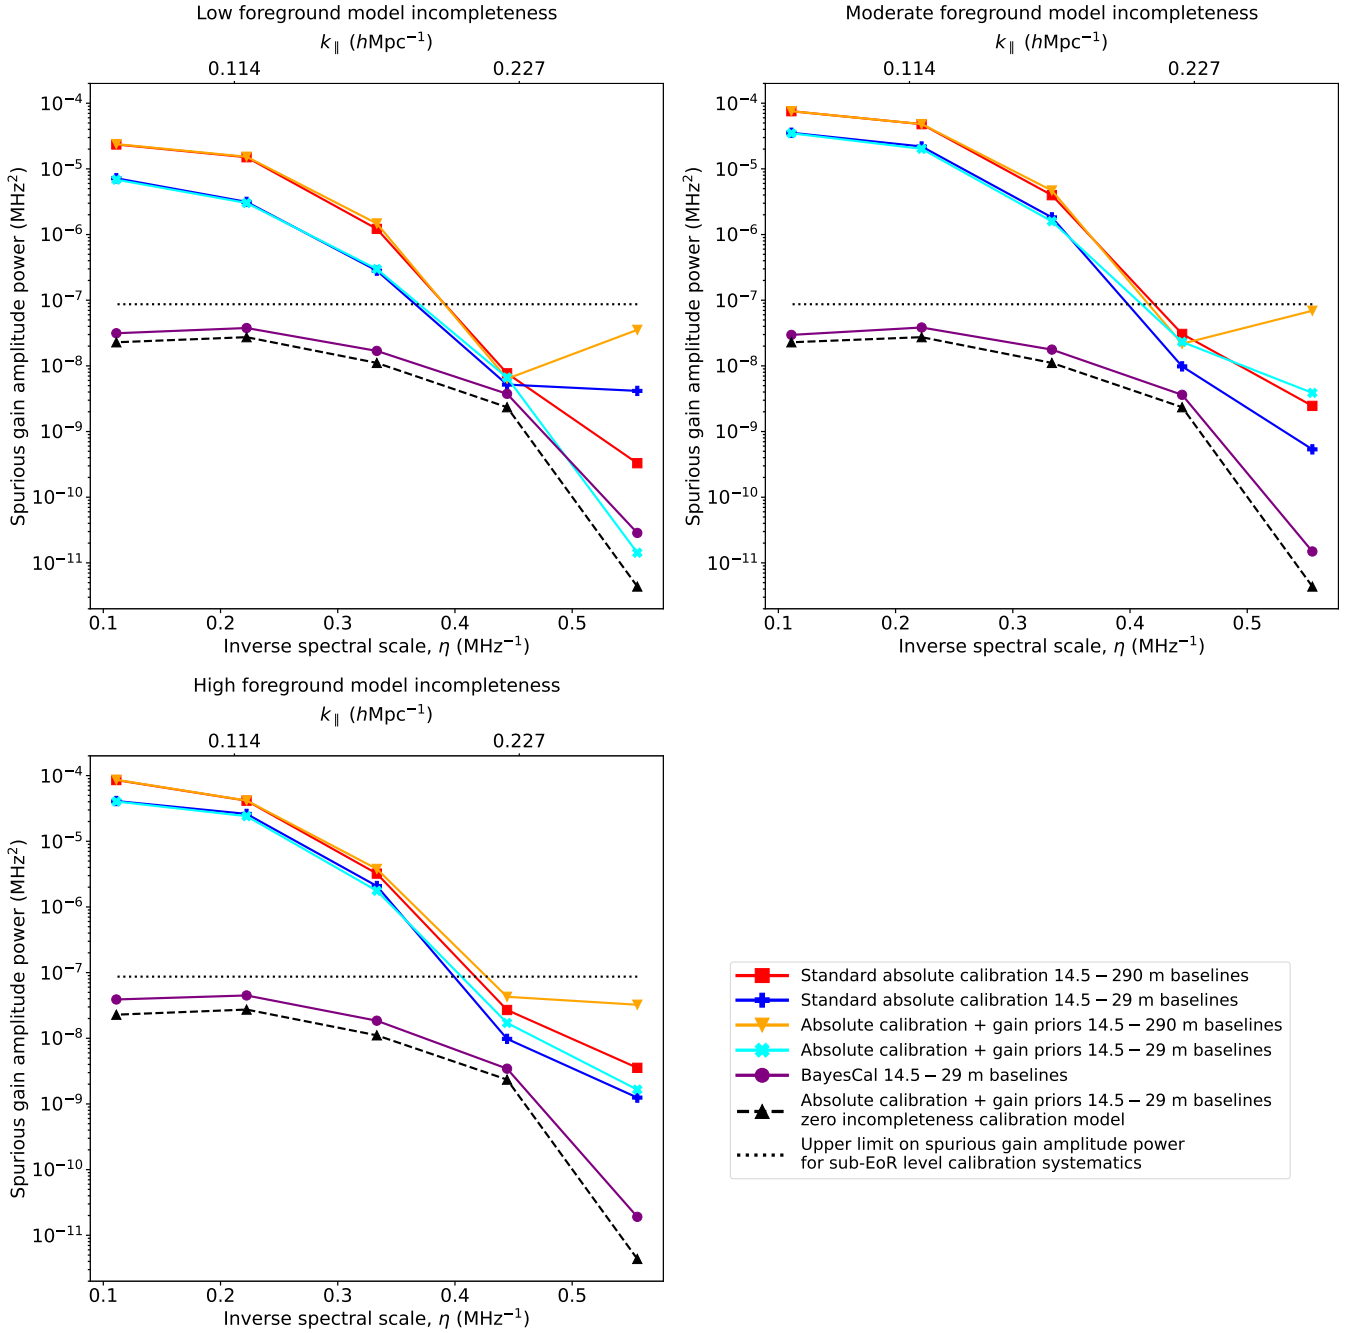 Low foreground model incompleteness
k∥ (hMpc⁻¹)
0.114 0.227
10⁻⁴
10⁻⁵
10⁻⁶
10⁻⁷
10⁻⁸
10⁻⁹
10⁻¹⁰
10⁻¹¹
Spurious gain amplitude power (MHz²)
0.1 0.2 0.3 0.4 0.5
Inverse spectral scale, η (MHz⁻¹)
Moderate foreground model incompleteness
k∥ (hMpc⁻¹)
0.114 0.227
10⁻⁴
10⁻⁵
10⁻⁶
10⁻⁷
10⁻⁸
10⁻⁹
10⁻¹⁰
10⁻¹¹
Spurious gain amplitude power (MHz²)
0.1 0.2 0.3 0.4 0.5
Inverse spectral scale, η (MHz⁻¹)
High foreground model incompleteness
k∥ (hMpc⁻¹)
0.114 0.227
10⁻⁴
10⁻⁵
10⁻⁶
10⁻⁷
10⁻⁸
10⁻⁹
10⁻¹⁰
10⁻¹¹
Spurious gain amplitude power (MHz²)
0.1 0.2 0.3 0.4 0.5
Inverse spectral scale, η (MHz⁻¹)
Standard absolute calibration 14.5 − 290 m baselines
Standard absolute calibration 14.5 − 29 m baselines
Absolute calibration + gain priors 14.5 − 290 m baselines
Absolute calibration + gain priors 14.5 − 29 m baselines
BayesCal 14.5 − 29 m baselines
Absolute calibration + gain priors 14.5 − 29 m baselines
zero incompleteness calibration model
Upper limit on spurious gain amplitude power
for sub-EoR level calibration systematics